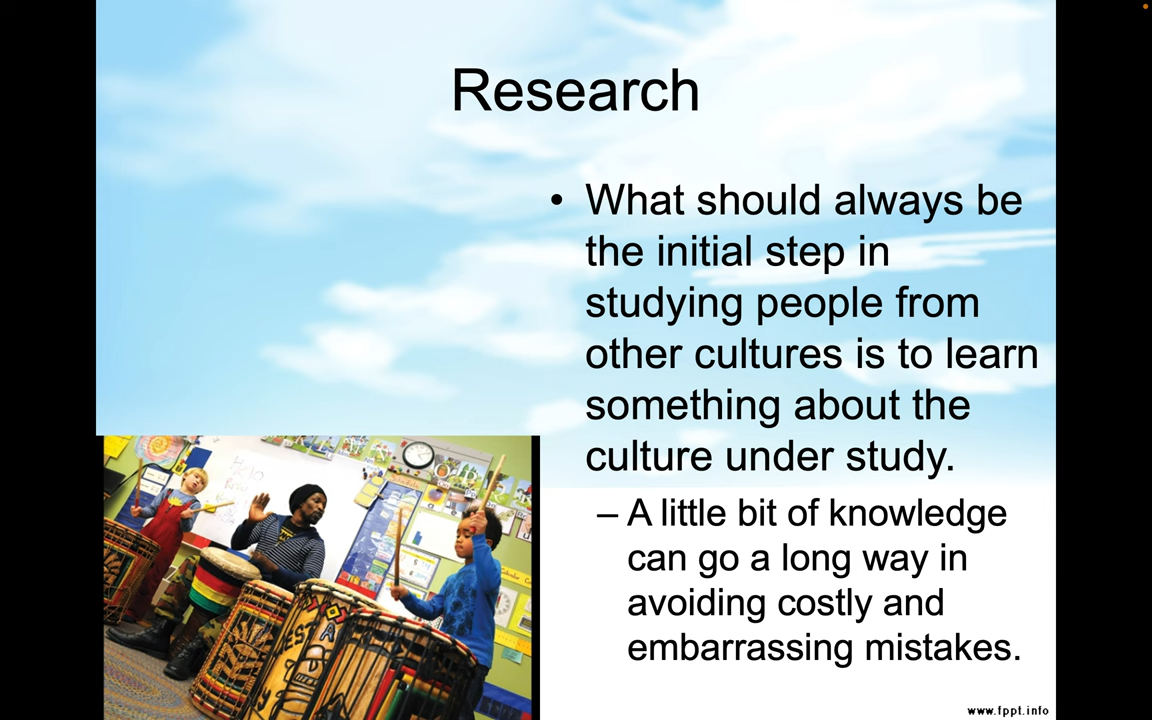 Research
• What should always be
the initial step in
studying people from
other cultures is to learn
something about the
culture under study.
– A little bit of knowledge
can go a long way in
avoiding costly and
embarrassing mistakes.
www.fppt.info